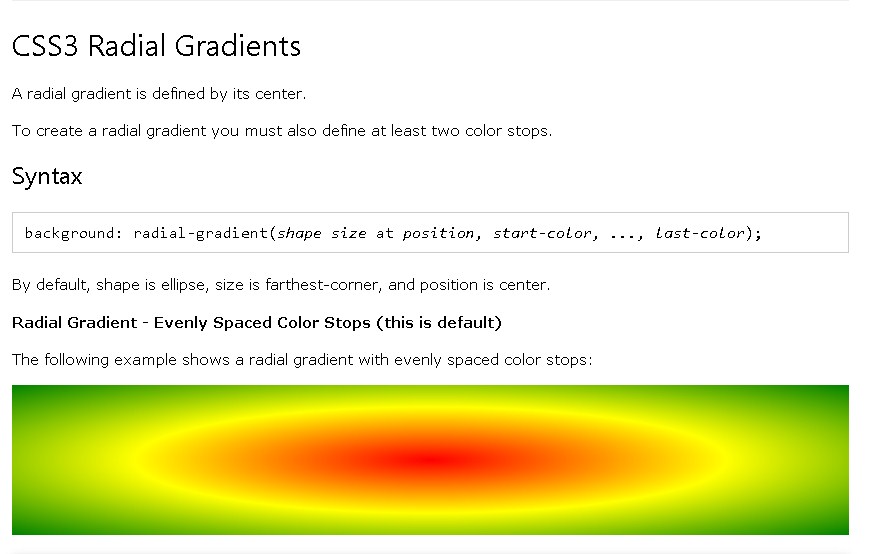 CSS3 Radial Gradients
A radial gradient is defined by its center.
To create a radial gradient you must also define at least two color stops.
Syntax
background: radial-gradient(shape size at position, start-color, ..., last-color);
By default, shape is ellipse, size is farthest-corner, and position is center.
Radial Gradient - Evenly Spaced Color Stops (this is default)
The following example shows a radial gradient with evenly spaced color stops: